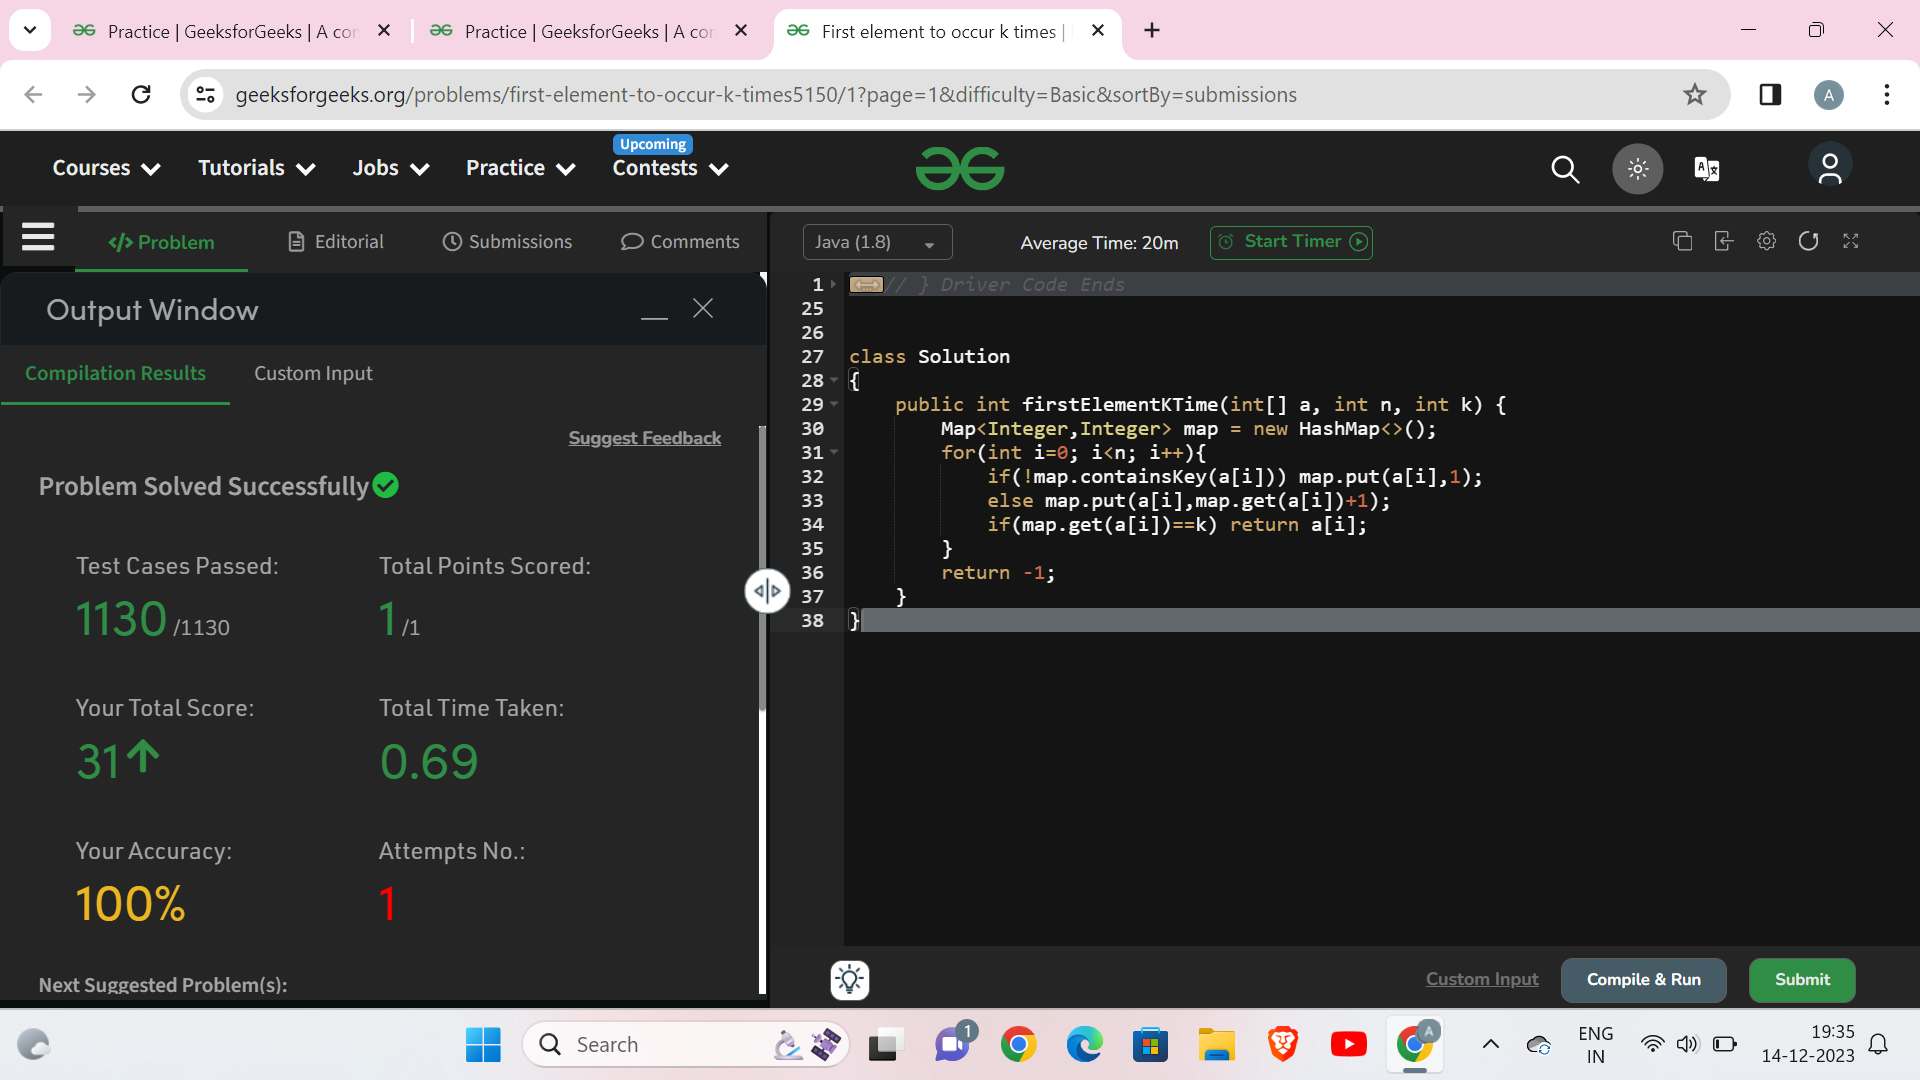 Practice | GeeksforGeeks | A cor
Practice | GeeksforGeeks | A cor
First element to occur k times |
geeksforgeeks.org/problems/first-element-to-occur-k-times5150/1?page=1&difficulty=Basic&sortBy=submissions
A
Upcoming
Courses
Tutorials
Jobs
Practice
Contests
Problem
Editorial
Submissions
Comments
Java (1.8)
Average Time: 20m
Start Timer
Output Window
Compilation Results
Custom Input
Suggest Feedback
Problem Solved Successfully
Test Cases Passed:
Total Points Scored:
1130 /1130
1 /1
Your Total Score:
Total Time Taken:
31
0.69
Your Accuracy:
Attempts No.:
100%
1
Next Suggested Problem(s):
1 // } Driver Code Ends
25
26
27 class Solution
28 {
29 public int firstElementKTime(int[] a, int n, int k) {
30 Map<Integer,Integer> map = new HashMap<>();
31 for(int i=0; i<n; i++){
32 if(!map.containsKey(a[i])) map.put(a[i],1);
33 else map.put(a[i],map.get(a[i])+1);
34 if(map.get(a[i])==k) return a[i];
35 }
36 return -1;
37 }
38 }
Custom Input
Compile & Run
Submit
Search
1
A
ENG
IN
19:35
14-12-2023